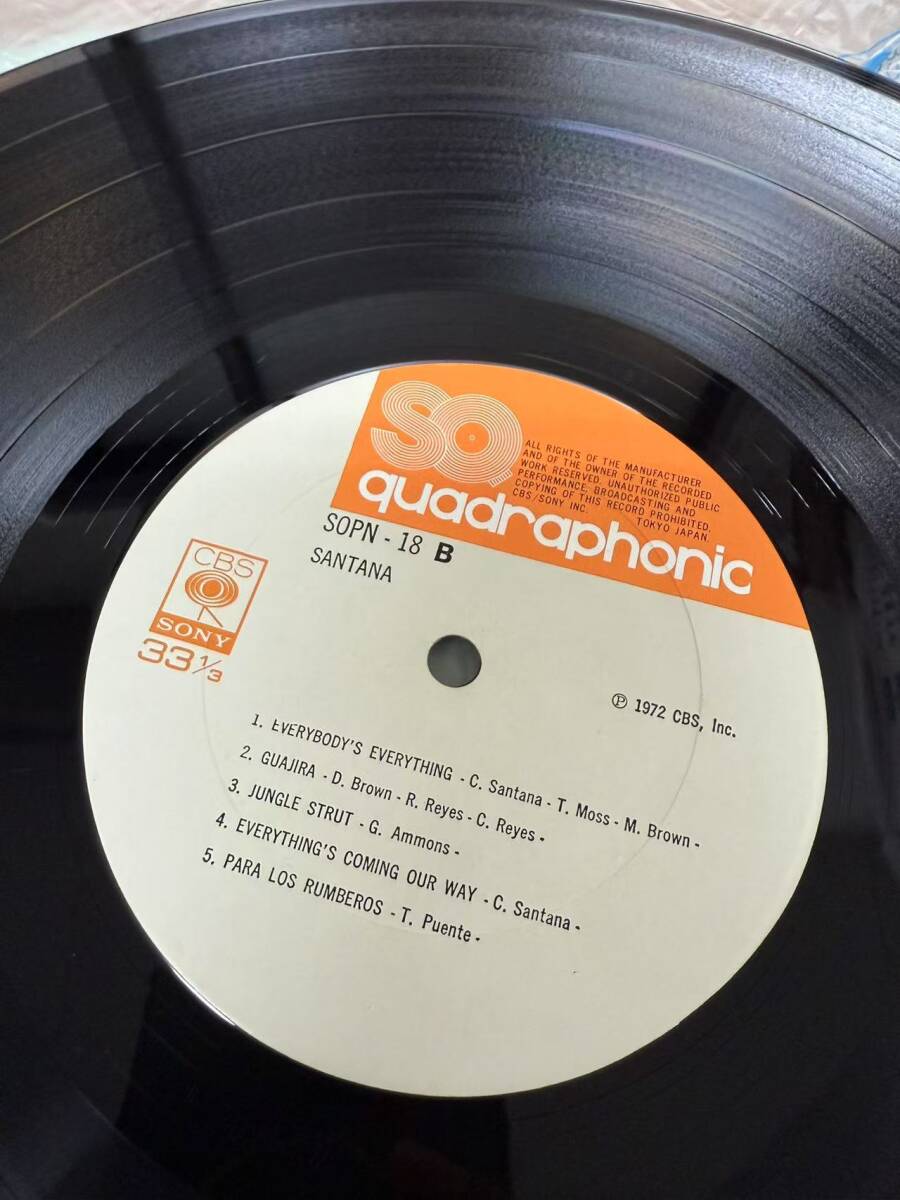 SQ
quadraphonic
ALL RIGHTS OF THE MANUFACTURER
AND OF THE OWNER OF THE RECORDED
WORK RESERVED. UNAUTHORIZED PUBLIC
PERFORMANCE, BROADCASTING AND
COPYING OF THIS RECORD PROHIBITED.
CBS/SONY INC. TOKYO JAPAN.
SOPN - 18 B
SANTANA
CBS
SONY
33 1/3
℗ 1972 CBS, Inc.
1. EVERYBODY'S EVERYTHING - C. Santana - T. Moss - M. Brown -
2. GUAJIRA - D. Brown - R. Reyes - C. Reyes -
3. JUNGLE STRUT - G. Ammons -
4. EVERYTHING'S COMING OUR WAY - C. Santana -
5. PARA LOS RUMBEROS - T. Puente -